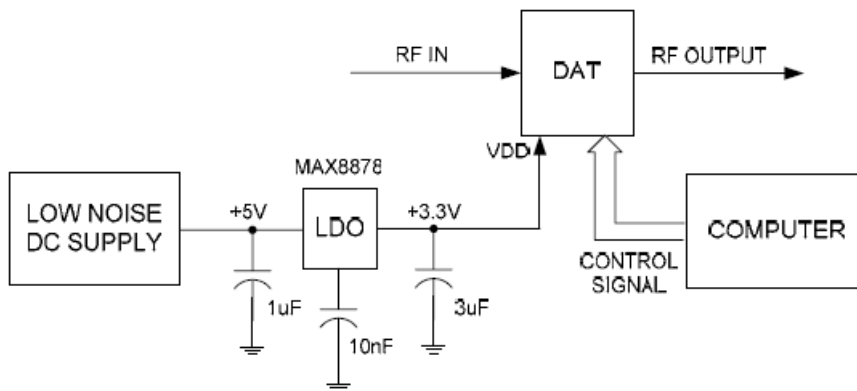 RF IN
DAT
RF OUTPUT
VDD
MAX8878
LOW NOISE
DC SUPPLY
+5V
LDO
+3.3V
COMPUTER
CONTROL
SIGNAL
1uF
3uF
10nF